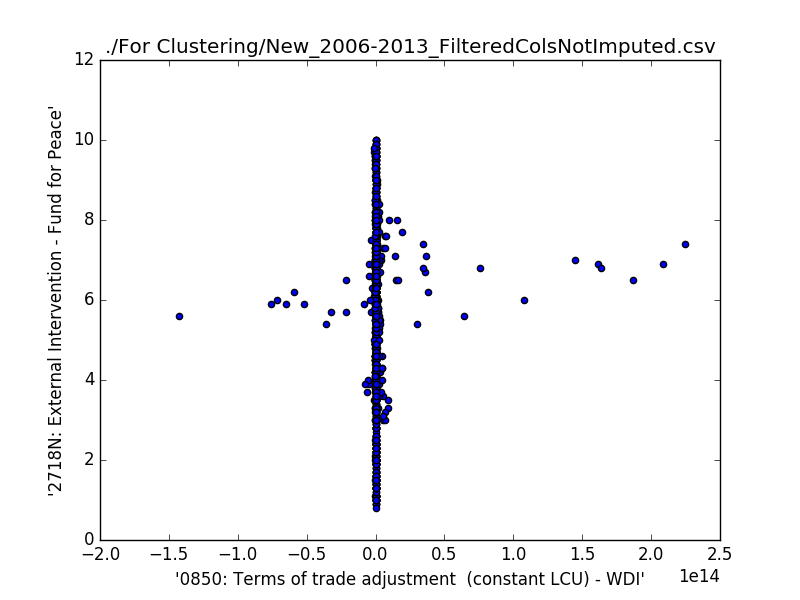 ./For Clustering/New_2006-2013_FilteredColsNotImputed.csv
12
10
8
6
4
2
0
'2718N: External Intervention - Fund for Peace'
−2.0 −1.5 −1.0 −0.5 0.0 0.5 1.0 1.5 2.0 2.5
1e14
'0850: Terms of trade adjustment  (constant LCU) - WDI'